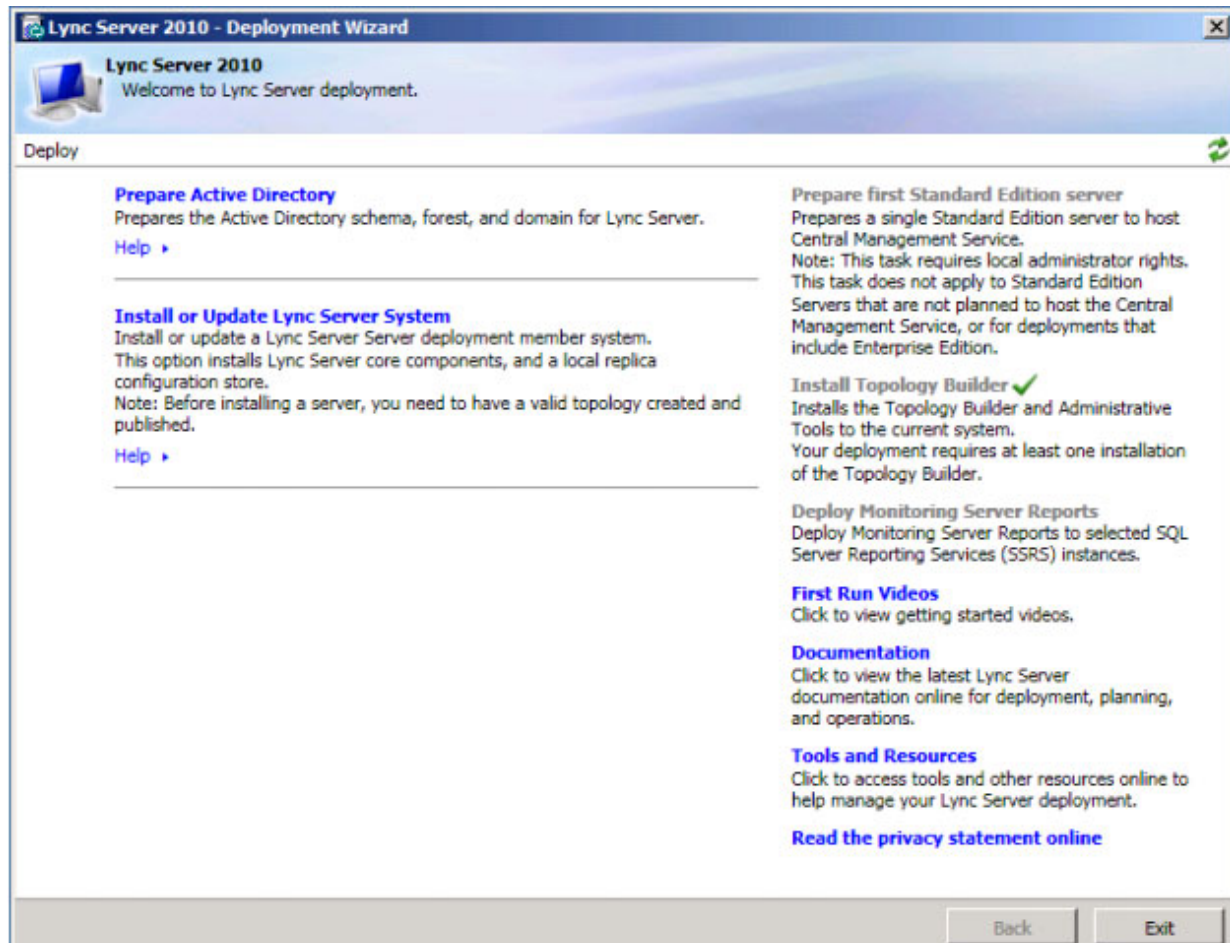 Lync Server 2010 - Deployment Wizard
Lync Server 2010
Welcome to Lync Server deployment.
Deploy
Prepare Active Directory
Prepares the Active Directory schema, forest, and domain for Lync Server.
Help
Install or Update Lync Server System
Install or update a Lync Server Server deployment member system.
This option installs Lync Server core components, and a local replica
configuration store.
Note: Before installing a server, you need to have a valid topology created and
published.
Help
Prepare first Standard Edition server
Prepares a single Standard Edition server to host
Central Management Service.
Note: This task requires local administrator rights.
This task does not apply to Standard Edition
Servers that are not planned to host the Central
Management Service, or for deployments that
include Enterprise Edition.
Install Topology Builder
Installs the Topology Builder and Administrative
Tools to the current system.
Your deployment requires at least one installation
of the Topology Builder.
Deploy Monitoring Server Reports
Deploy Monitoring Server Reports to selected SQL
Server Reporting Services (SSRS) instances.
First Run Videos
Click to view getting started videos.
Documentation
Click to view the latest Lync Server
documentation online for deployment, planning,
and operations.
Tools and Resources
Click to access tools and other resources online to
help manage your Lync Server deployment.
Read the privacy statement online
Back
Exit